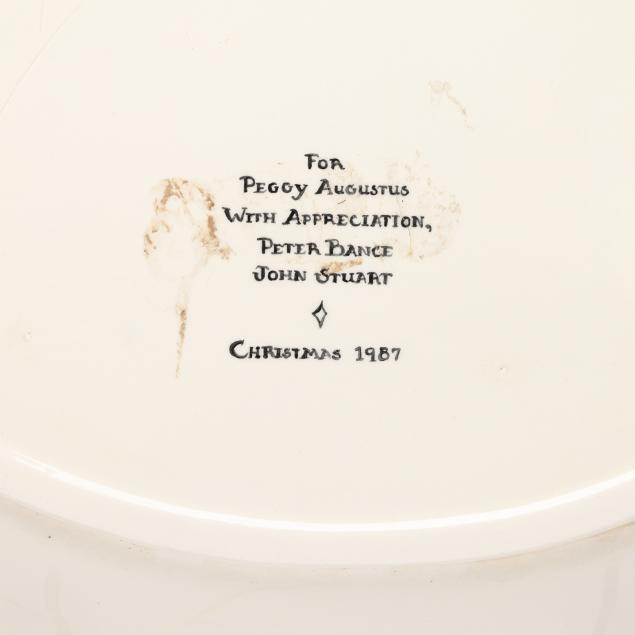 For
Peggy Augustus
With Appreciation,
Peter Bance
John Stuart
Christmas 1987